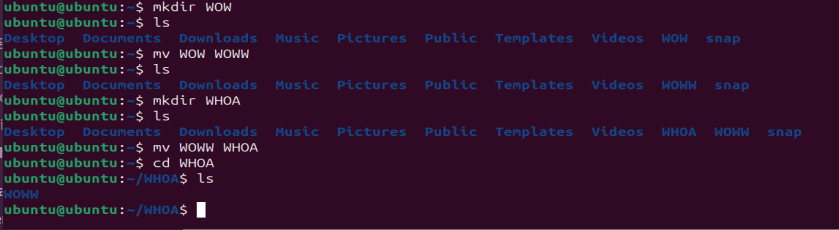 ubuntu@ubuntu:~$ mkdir WOW
ubuntu@ubuntu:~$ ls
Desktop Documents Downloads Music Pictures Public Templates Videos WOW snap
ubuntu@ubuntu:~$ mv WOW WOWW
ubuntu@ubuntu:~$ ls
Desktop Documents Downloads Music Pictures Public Templates Videos WOWW snap
ubuntu@ubuntu:~$ mkdir WHOA
ubuntu@ubuntu:~$ ls
Desktop Documents Downloads Music Pictures Public Templates Videos WHOA WOWW snap
ubuntu@ubuntu:~$ mv WOWW WHOA
ubuntu@ubuntu:~$ cd WHOA
ubuntu@ubuntu:~/WHOA$ ls
WOWW
ubuntu@ubuntu:~/WHOA$